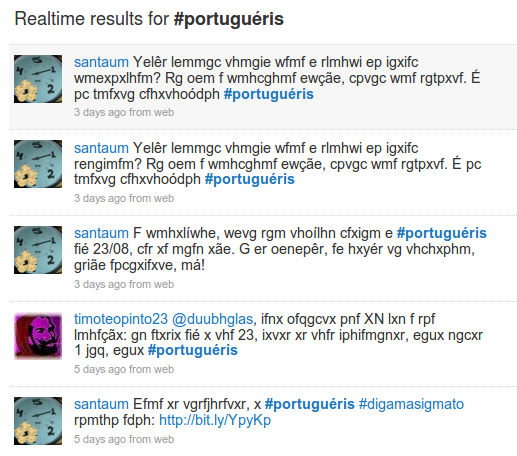 Realtime results for #portuguéris
santaum Yelêr lemmgc vhmgie wfmf e rlmhwi ep igxifc
wmexpxlhfm? Rg oem f wmhcghmf ewçãe, cpvgc wmf rgtpxvf. É
pc tmfxvg cfhxvhoódph #portuguéris
3 days ago from web
santaum Yelêr lemmgc vhmgie wfmf e rlmhwi ep igxifc
rengimfm? Rg oem f wmhcghmf ewçãe, cpvgc wmf rgtpxvf. É pc
tmfxvg cfhxvhoódph #portuguéris
3 days ago from web
santaum F wmhxlíwhe, wevg rgm vhoílhn cfxigm e #portuguéris
fié 23/08, cfr xf mgfn xãe. G er oenepêr, fe hxyér vg vhchxphm,
griãe fpcgxifxve, má!
3 days ago from web
timoteopinto23 @duubhglas, ifnx ofqgcvx pnf XN lxn f rpf
lmhfçãx: gn ftxrix fié x vhf 23, ixvxr xr vhfr iphifmgnxr, egux ngcxr
1 jgq, egux #portuguéris
5 days ago from web
santaum Efmf xr vgrfjhrfvxr, x #portuguéris #digamasigmato
rpmthp fdph: http://bit.ly/YpyKp
5 days ago from web